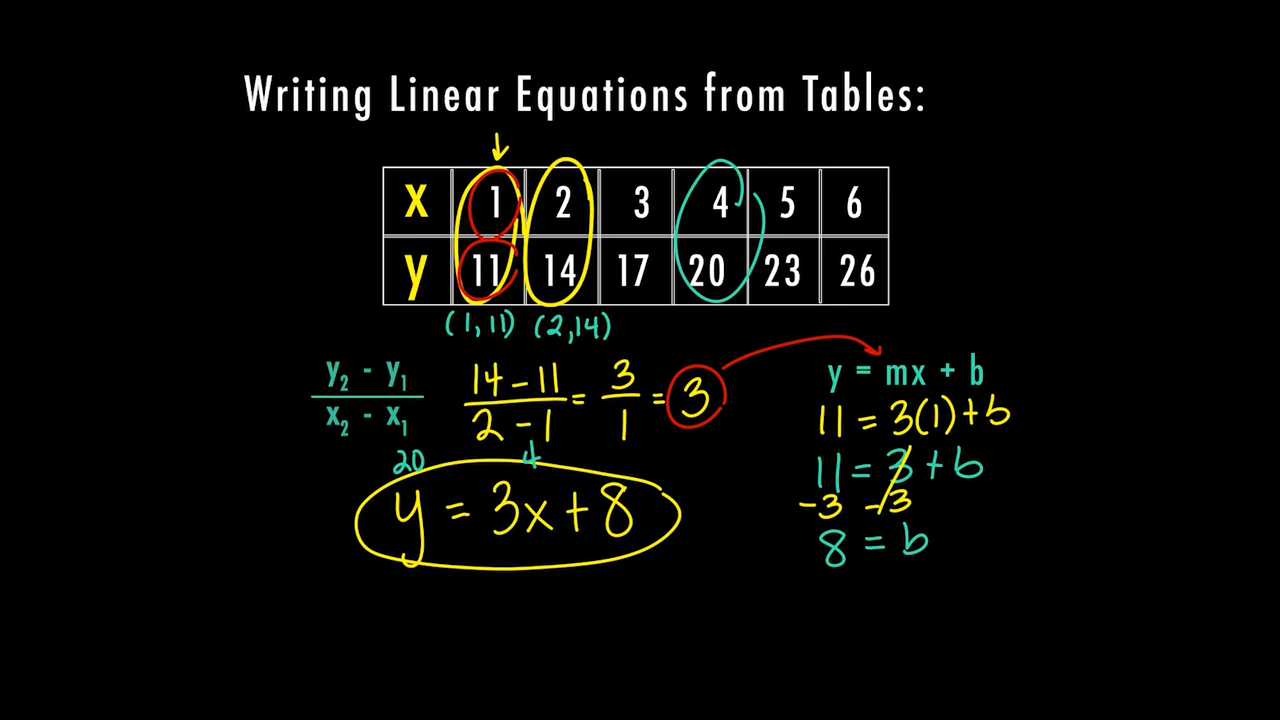 Writing Linear Equations from Tables:
x 1 2 3 4 5 6
y 11 14 17 20 23 26
(1,11) (2,14)
y₂ - y₁ / x₂ - x₁
14-11 / 2-1 = 3/1 = 3
20 4
y = 3x+8
y = mx + b
11 = 3(1)+b
11 = 3+b
-3 -3
8 = b